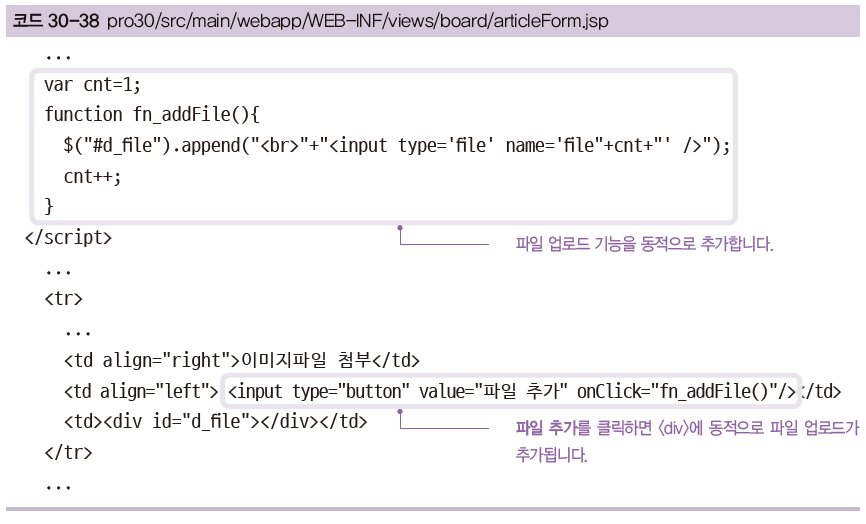 코드 30-38 pro30/src/main/webapp/WEB-INF/views/board/articleForm.jsp
...
var cnt=1;
function fn_addFile(){
$("#d_file").append("<br>"+"<input type='file' name='file"+cnt+"' />");
cnt++;
}
</script>
파일 업로드 기능을 동적으로 추가합니다.
...
<tr>
...
<td align="right">이미지파일 첨부</td>
<td align="left"> <input type="button" value="파일 추가" onClick="fn_addFile()"/></td>
<td><div id="d_file"></div></td>
파일 추가를 클릭하면 <div>에 동적으로 파일 업로드가
추가됩니다.
</tr>
...